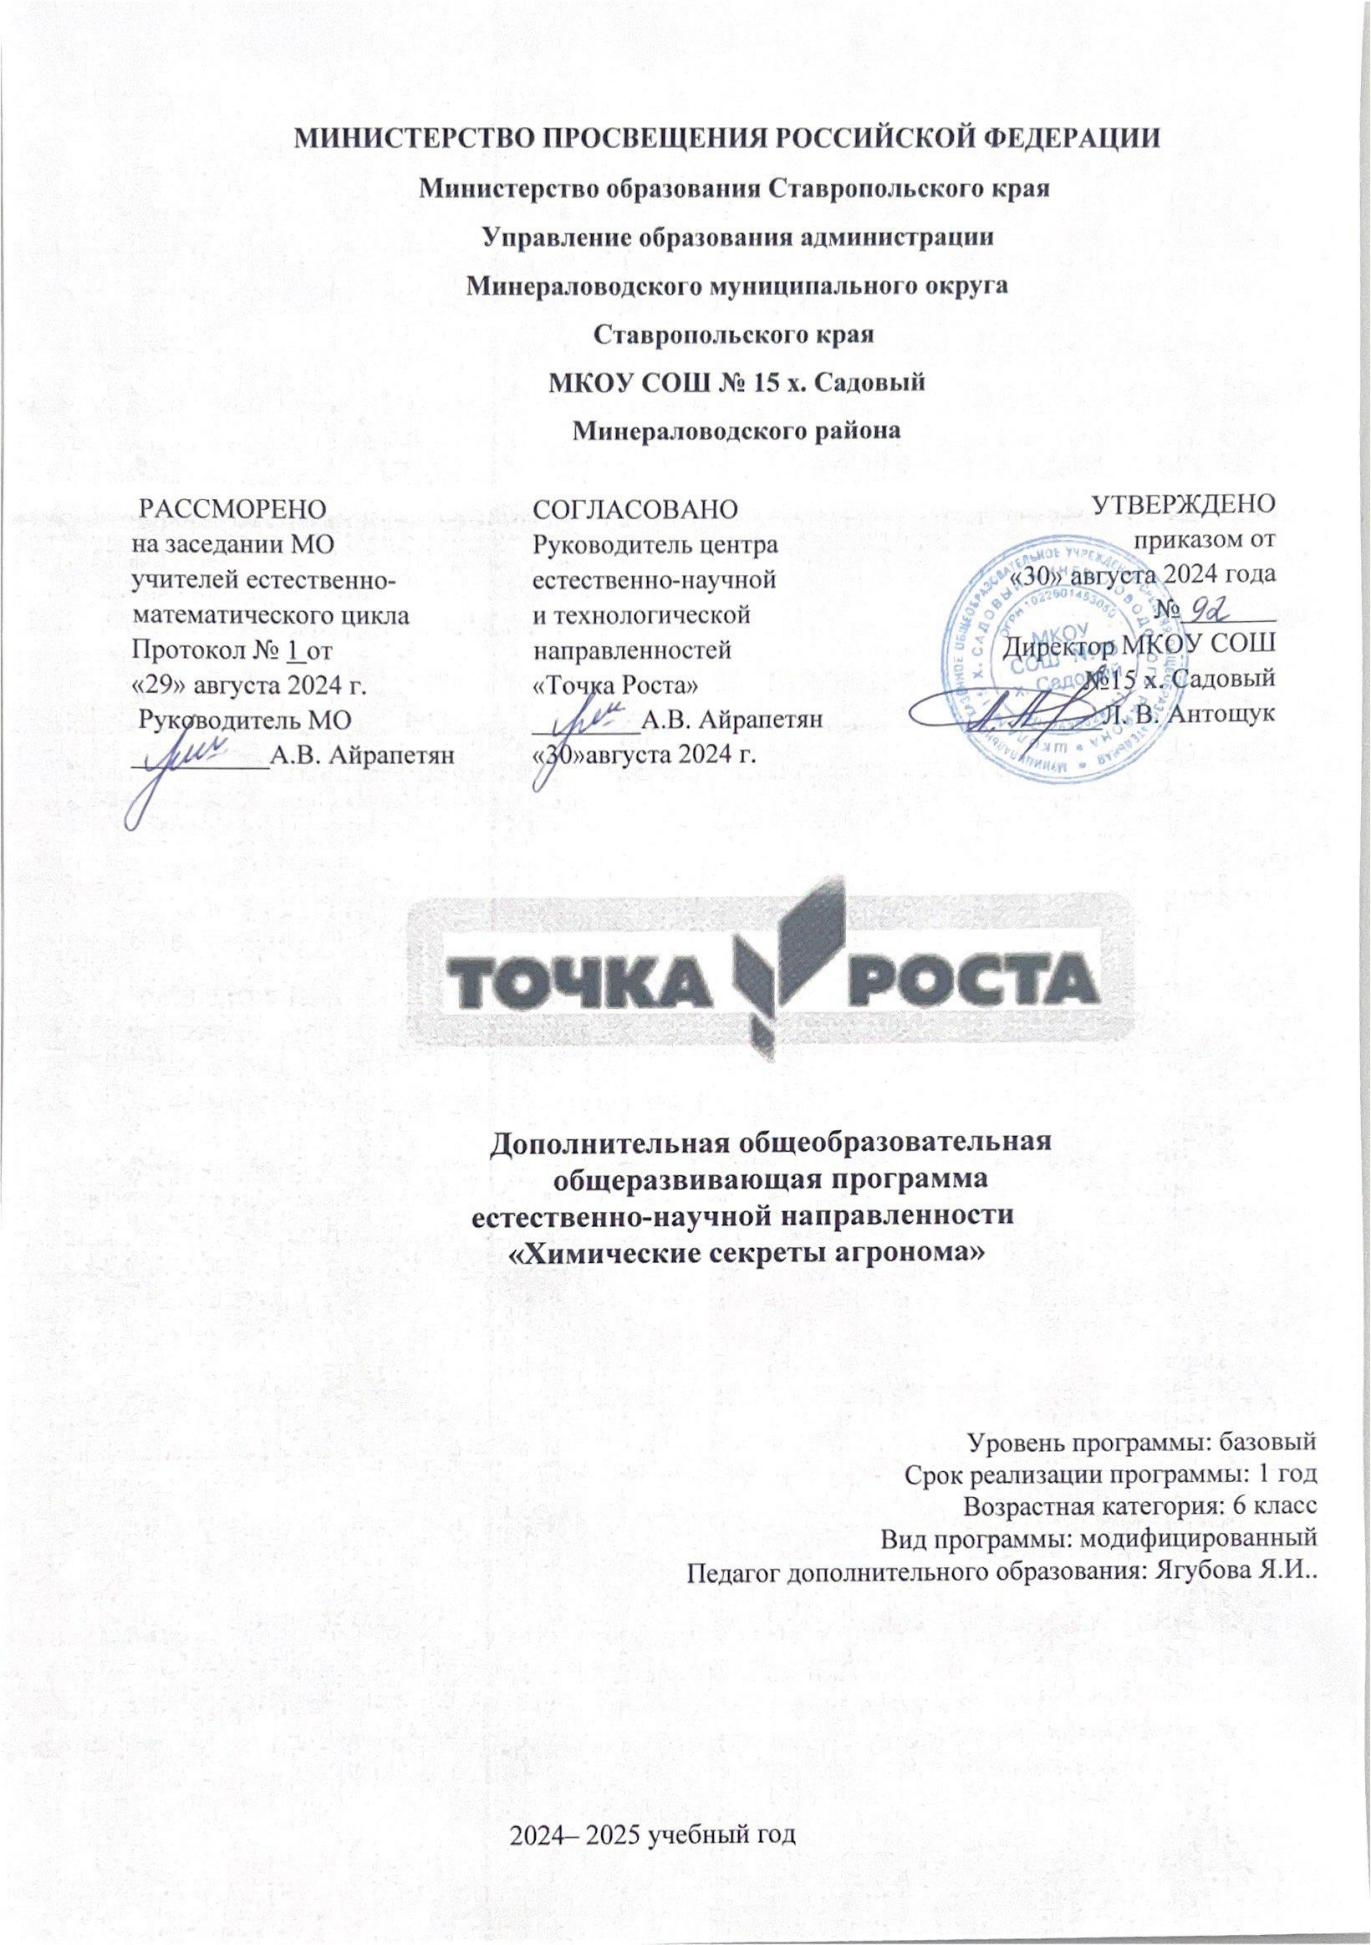 МИНИСТЕРСТВО ПРОСВЕЩЕНИЯ РОССИЙСКОЙ ФЕДЕРАЦИИ
Министерство образования Ставропольского края
Управление образования администрации
Минераловодского муниципального округа
Ставропольского края
МКОУ СОШ № 15 х. Садовый
Минераловодского района
РАССМОРЕНО
на заседании МО
учителей естественно-
математического цикла
Протокол № 1 от
«29» августа 2024 г.
Руководитель МО
А.В. Айрапетян
СОГЛАСОВАНО
Руководитель центра
естественно-научной
и технологической
направленностей
«Точка Роста»
А.В. Айрапетян
«30»августа 2024 г.
УТВЕРЖДЕНО
приказом от
«30» августа 2024 года
№ 92
Директор МКОУ СОШ
№15 х. Садовый
Л. В. Антощук
МКОУ
СОШ
х. Садовый
ТОЧКА РОСТА
Дополнительная общеобразовательная
общеразвивающая программа
естественно-научной направленности
«Химические секреты агронома»
Уровень программы: базовый
Срок реализации программы: 1 год
Возрастная категория: 6 класс
Вид программы: модифицированный
Педагог дополнительного образования: Ягубова Я.И..
2024– 2025 учебный год